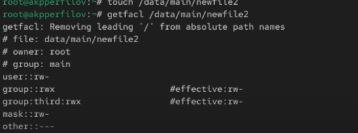 root@akpperfilov:~# touch /data/main/newfile2
root@akpperfilov:~# getfacl /data/main/newfile2
getfacl: Removing leading `/' from absolute path names
# file: data/main/newfile2
# owner: root
# group: main
user::rw-
group::rwx #effective:rw-
group:third:rwx #effective:rw-
mask::rw-
other::---